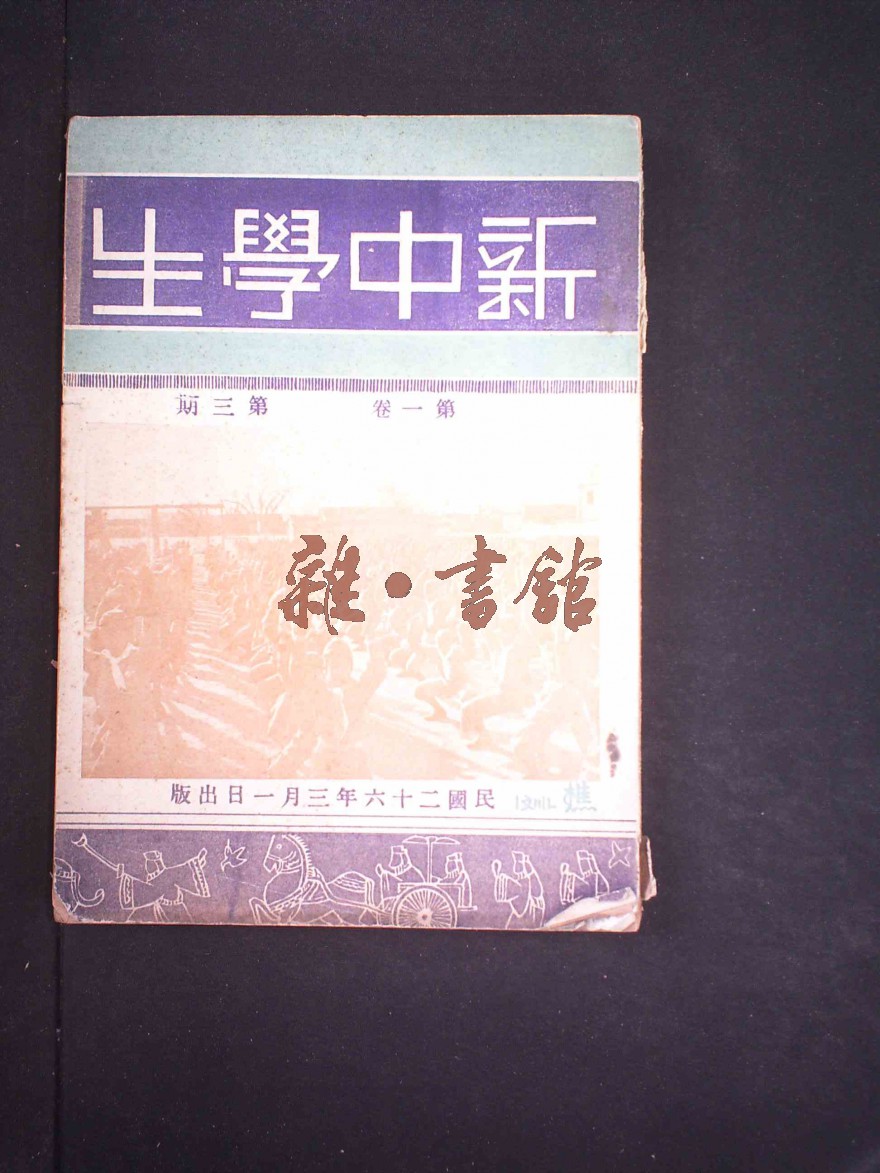 新中學生
第一卷 第三期
雜·書館
民國二十六年三月一日出版